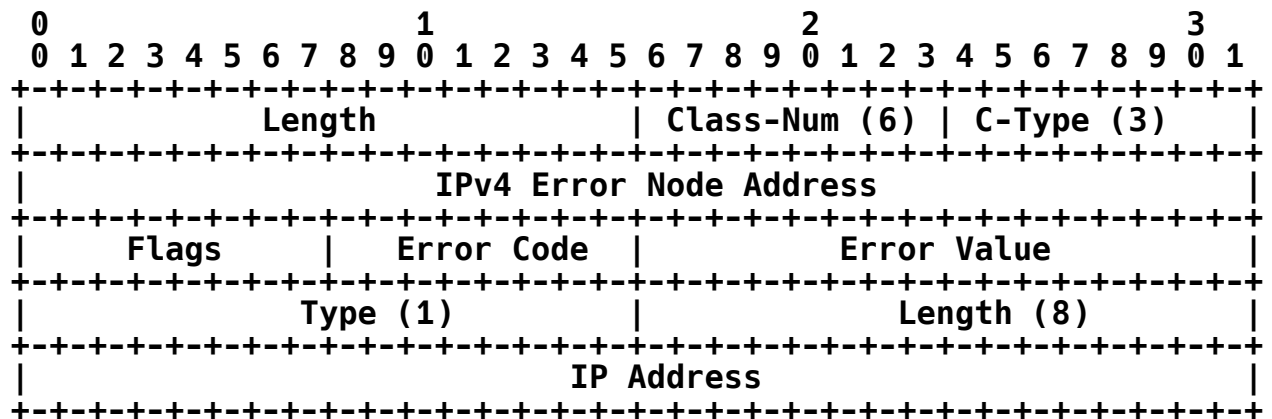 0                   1                   2                   3
 0 1 2 3 4 5 6 7 8 9 0 1 2 3 4 5 6 7 8 9 0 1 2 3 4 5 6 7 8 9 0 1
+-+-+-+-+-+-+-+-+-+-+-+-+-+-+-+-+-+-+-+-+-+-+-+-+-+-+-+-+-+-+-+-+
|            Length             | Class-Num (6) | C-Type (3)    |
+-+-+-+-+-+-+-+-+-+-+-+-+-+-+-+-+-+-+-+-+-+-+-+-+-+-+-+-+-+-+-+-+
|                     IPv4 Error Node Address                   |
+-+-+-+-+-+-+-+-+-+-+-+-+-+-+-+-+-+-+-+-+-+-+-+-+-+-+-+-+-+-+-+-+
|     Flags     |   Error Code  |          Error Value          |
+-+-+-+-+-+-+-+-+-+-+-+-+-+-+-+-+-+-+-+-+-+-+-+-+-+-+-+-+-+-+-+-+
|              Type (1)         |             Length (8)        |
+-+-+-+-+-+-+-+-+-+-+-+-+-+-+-+-+-+-+-+-+-+-+-+-+-+-+-+-+-+-+-+-+
|                            IP Address                         |
+-+-+-+-+-+-+-+-+-+-+-+-+-+-+-+-+-+-+-+-+-+-+-+-+-+-+-+-+-+-+-+-+